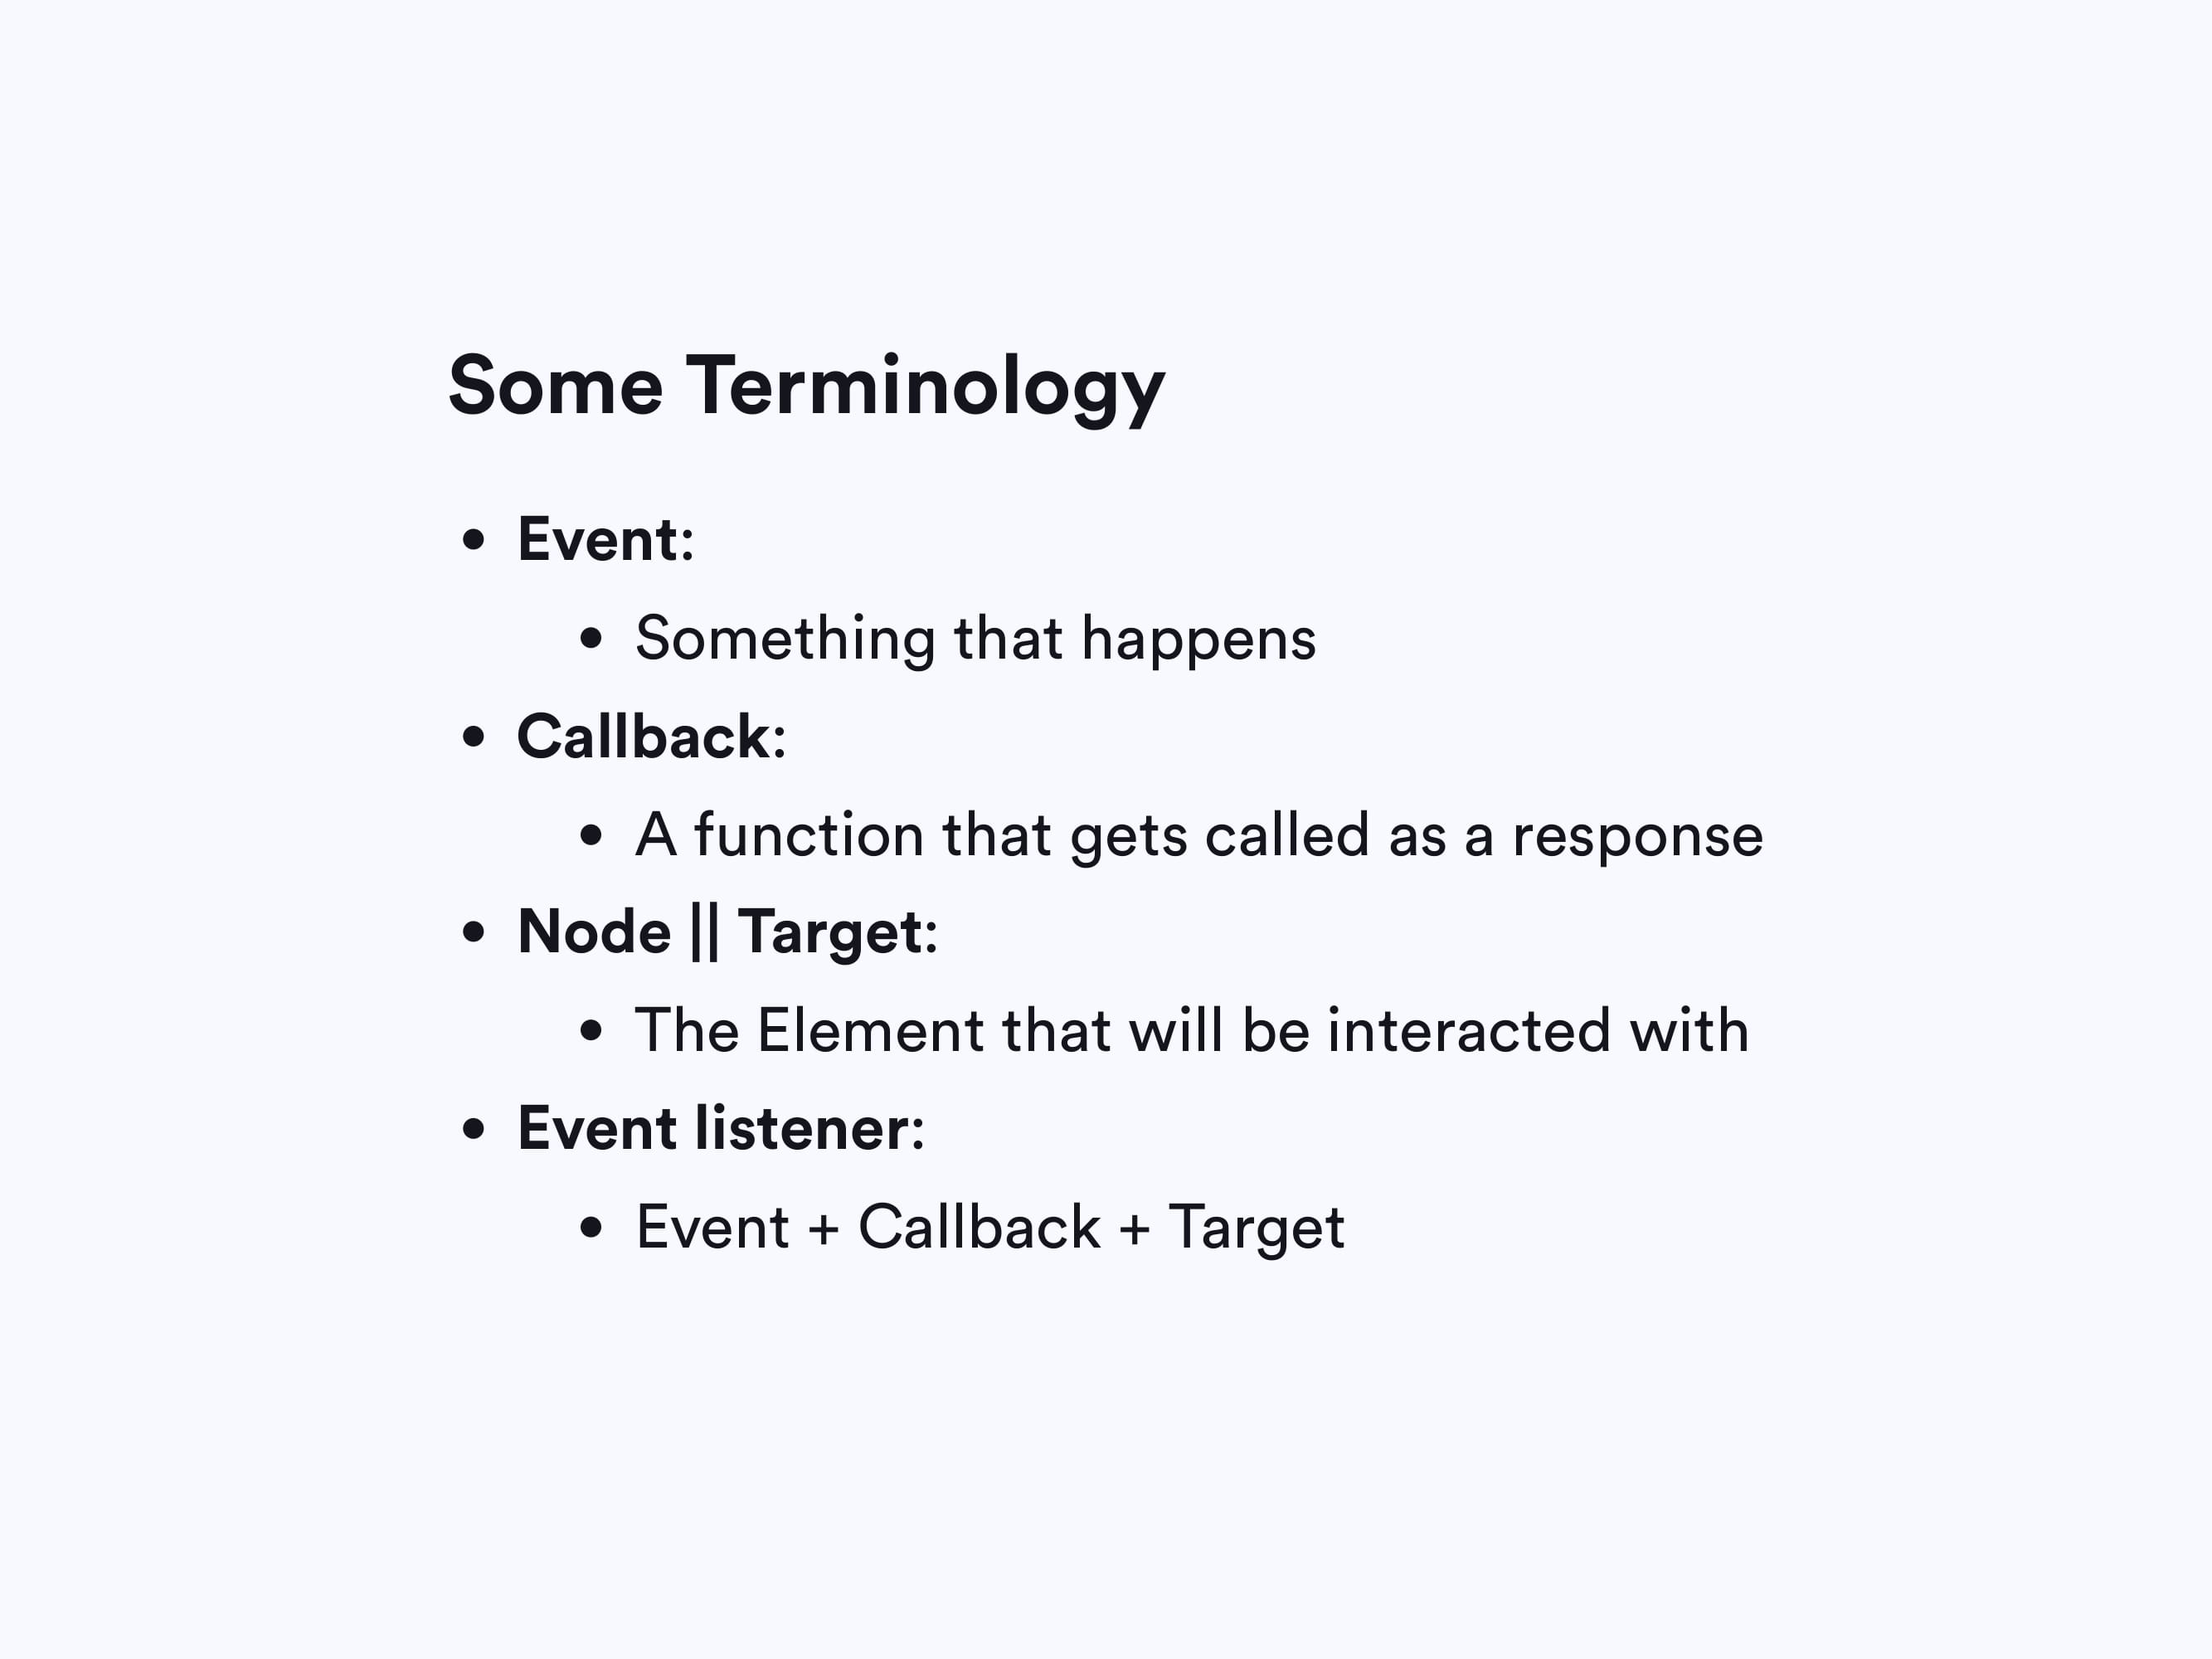 Some Terminology
• Event:
• Something that happens
• Callback:
• A function that gets called as a response
• Node || Target:
• The Element that will be interacted with
• Event listener:
• Event + Callback + Target